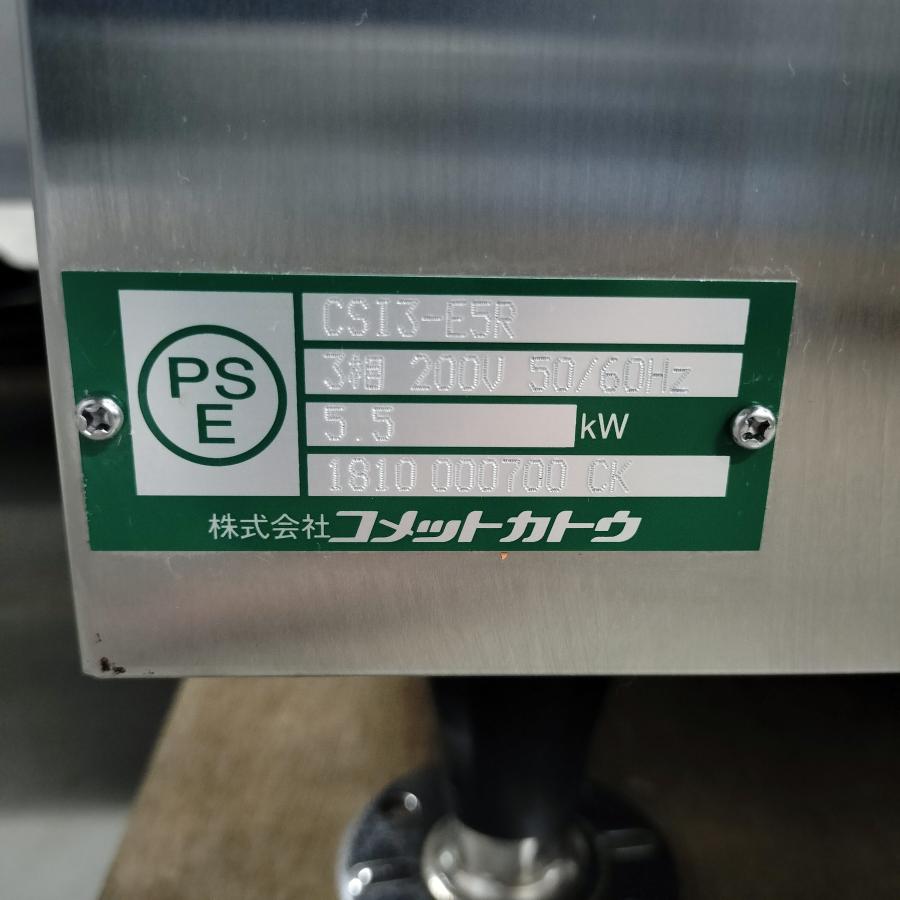 PS
E
CSI3-E5R
3相 200V 50/60Hz
5.5 kW
1810 000700 CK
株式会社コメットカトウ